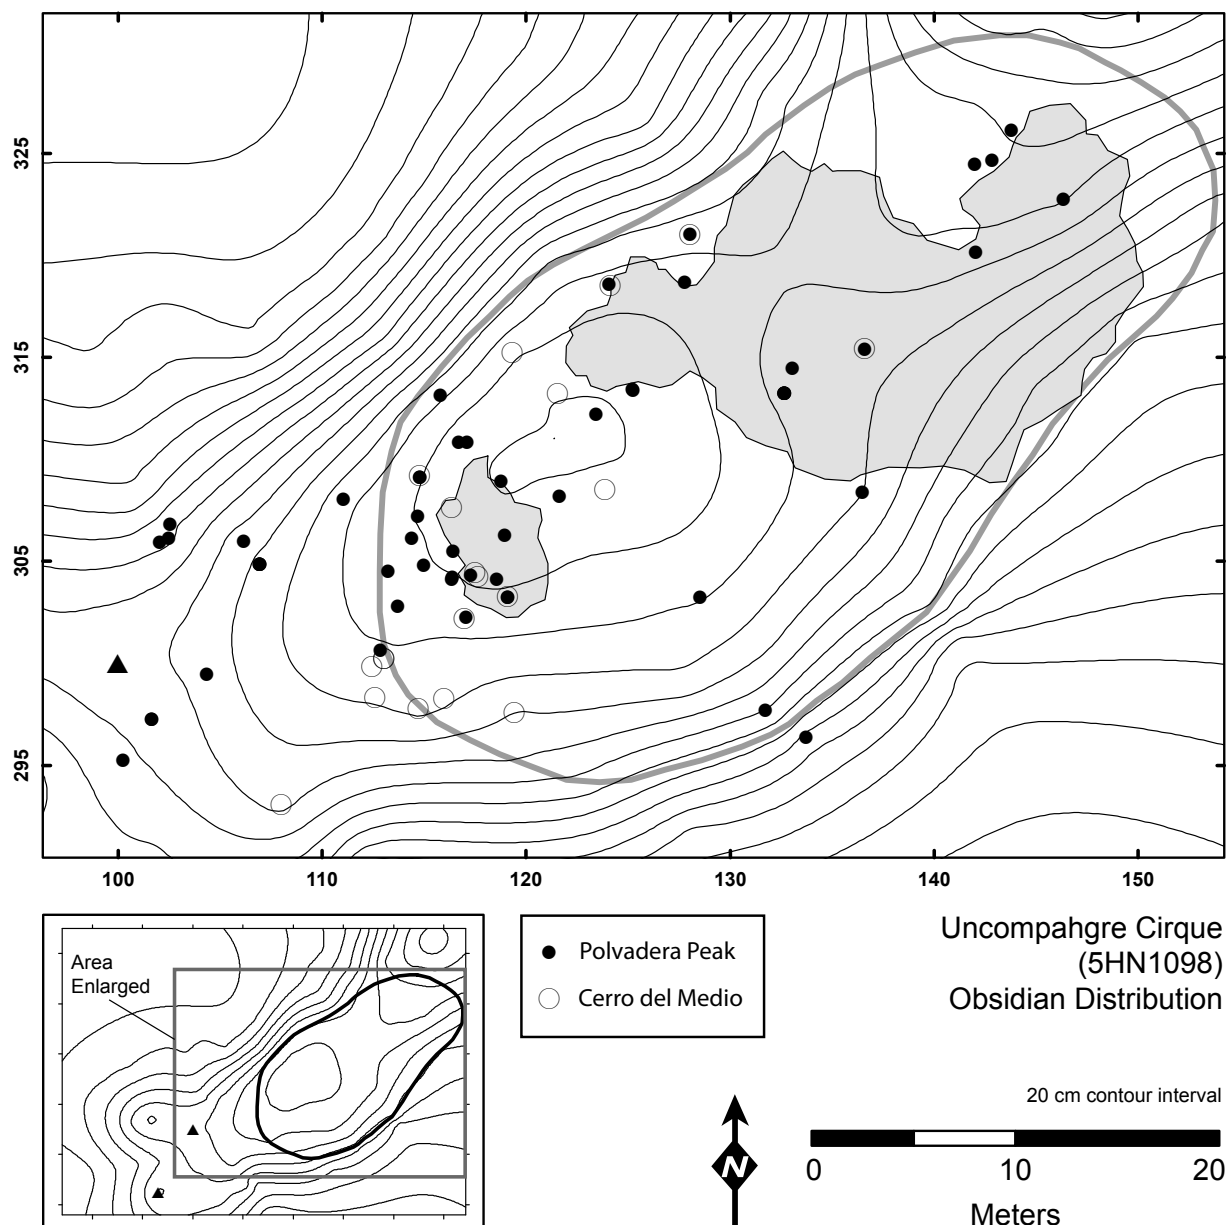 325
315
305
295
100 110 120 130 140 150
Area
Enlarged
Polvadera Peak
Cerro del Medio
Uncompahgre Cirque
(5HN1098)
Obsidian Distribution
20 cm contour interval
N
0 10 20
Meters